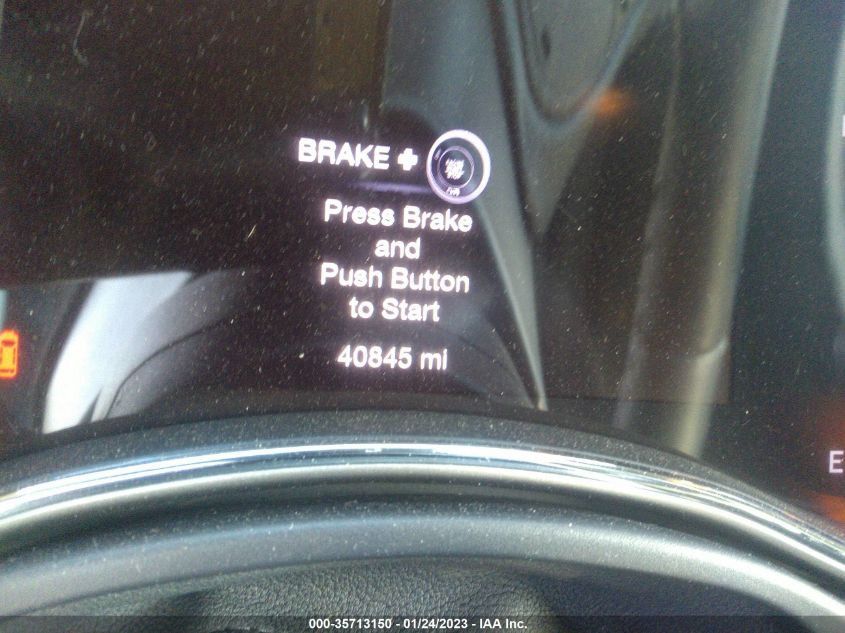 BRAKE +
Press Brake
and
Push Button
to Start
40845 mi
E
000-35713150 - 01/24/2023 - IAA Inc.